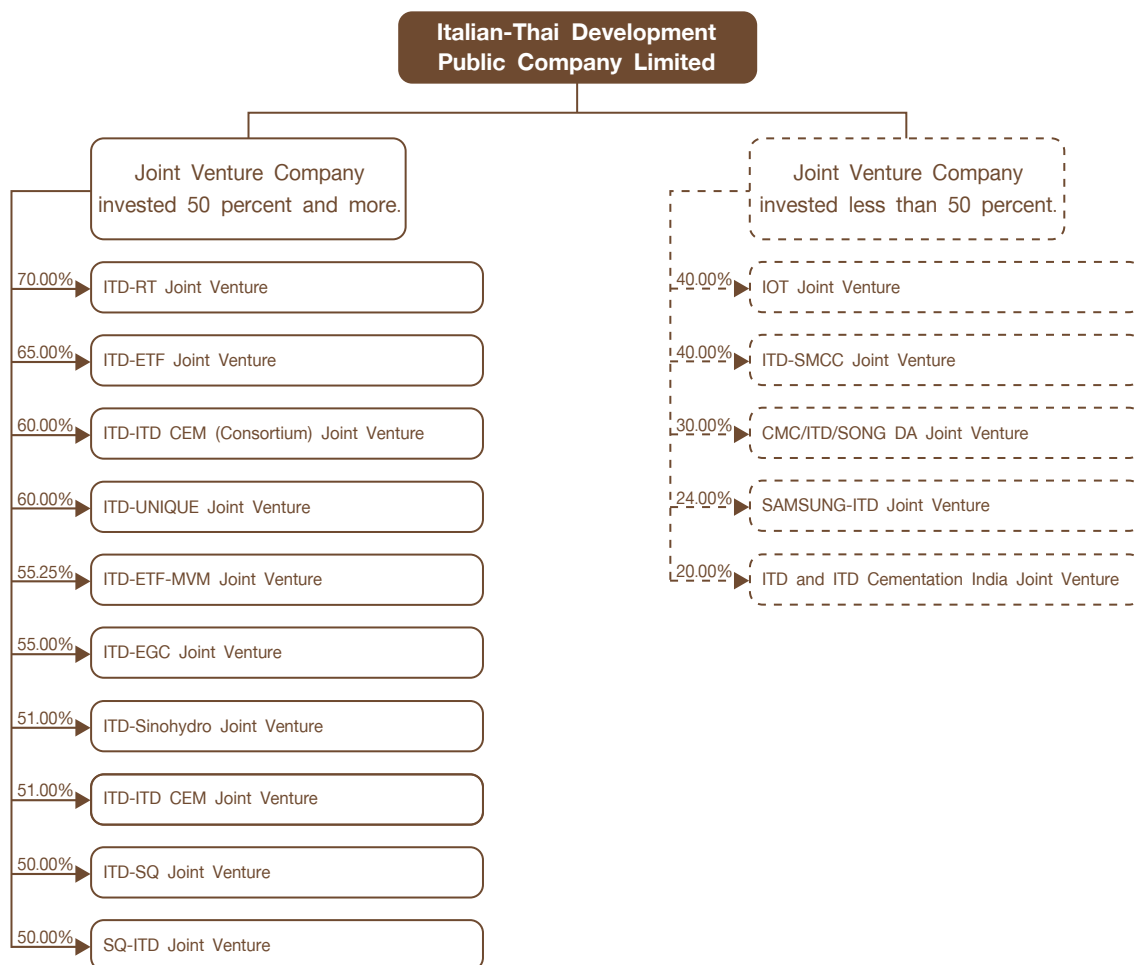 Italian-Thai Development
Public Company Limited
Joint Venture Company
invested 50 percent and more.
70.00%
ITD-RT Joint Venture
65.00%
ITD-ETF Joint Venture
60.00%
ITD-ITD CEM (Consortium) Joint Venture
60.00%
ITD-UNIQUE Joint Venture
55.25%
ITD-ETF-MVM Joint Venture
55.00%
ITD-EGC Joint Venture
51.00%
ITD-Sinohydro Joint Venture
51.00%
ITD-ITD CEM Joint Venture
50.00%
ITD-SQ Joint Venture
50.00%
SQ-ITD Joint Venture
Joint Venture Company
invested less than 50 percent.
40.00%
IOT Joint Venture
40.00%
ITD-SMCC Joint Venture
30.00%
CMC/ITD/SONG DA Joint Venture
24.00%
SAMSUNG-ITD Joint Venture
20.00%
ITD and ITD Cementation India Joint Venture